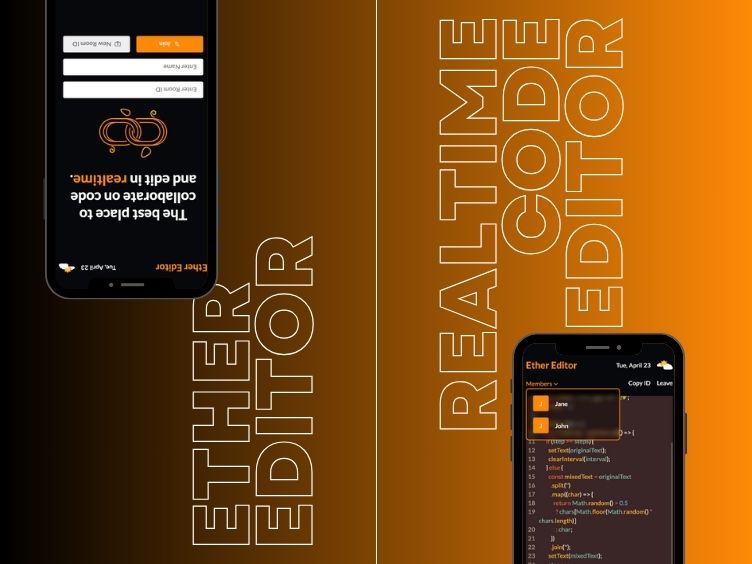 Ether Editor
Tue, April 23
The best place to
collaborate on code
and edit in realtime.
Enter Room ID
Enter Name
Join
New Room ID
ETHER
EDITOR
REALTIME
CODE
EDITOR
Ether Editor
Tue, April 23
Members
Copy ID
Leave
J Jane
J John
) => {
11 if (step >= steps) {
12 setText(originalText);
13 clearInterval(interval);
14 } else {
15 const mixedText = originalText
16 .split('')
17 .map((char) => {
18 return Math.random() > 0.5
19 ? chars[Math.floor(Math.random() *
chars.length)]
20 : char;
21 })
22 .join('');
23 setText(mixedText);